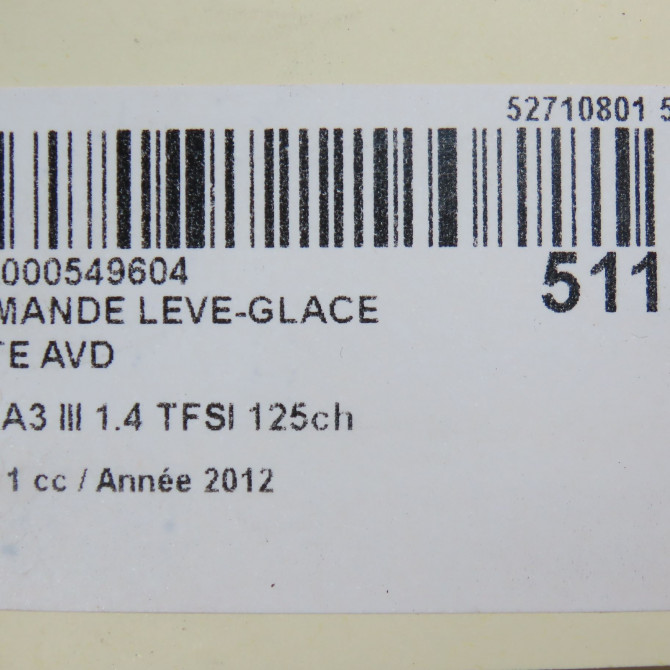 52710801 5
000549604
511
MANDE LEVE-GLACE
TE AVD
A3 III 1.4 TFSI 125ch
1 cc / Année 2012